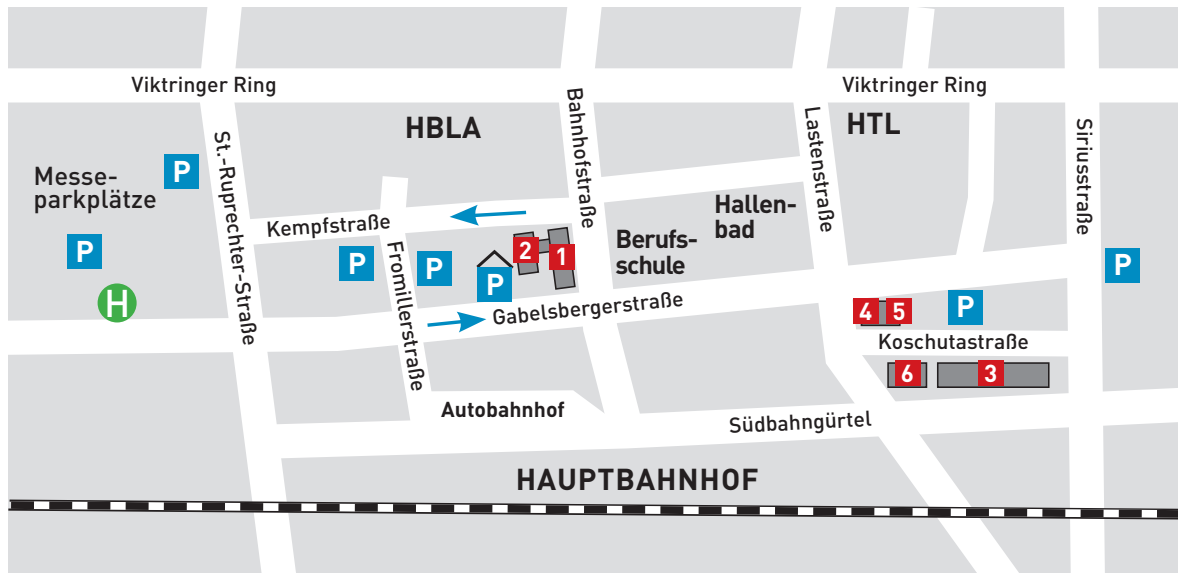 Viktringer Ring
Viktringer Ring
HBLA
HTL
Bahnhofstraße
Lastenstraße
Siriusstraße
St.-Ruprechter-Straße
P
Messe-
parkplätze
Kempfstraße
Hallen-
bad
Berufs-
schule
P
P
P
P
P
2
1
H
Fromillerstraße
Gabelsbergerstraße
4
5
P
Koschutastraße
6
3
Autobahnhof
Südbahngürtel
HAUPTBAHNHOF